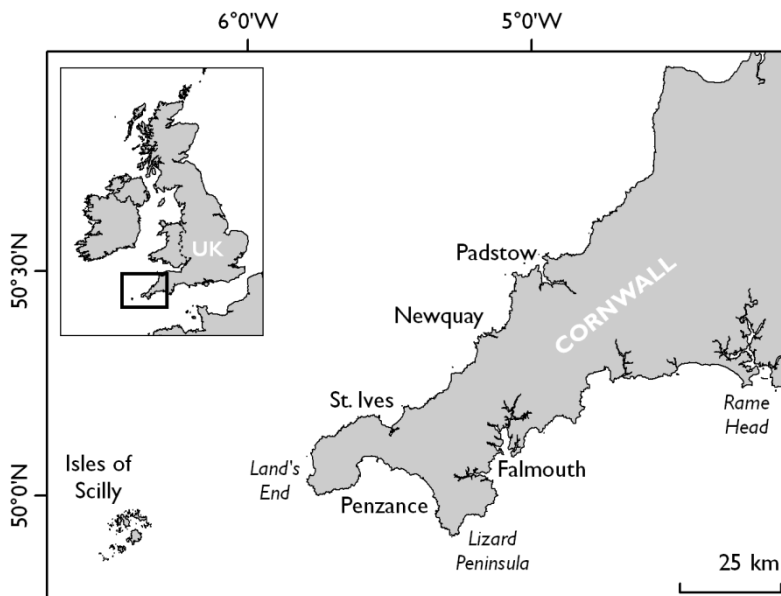 6°0'W
5°0'W
50°30'N
50°0'N
UK
Padstow
CORNWALL
Newquay
St. Ives
Rame
Head
Isles of
Scilly
Land's
End
Falmouth
Penzance
Lizard
Peninsula
25 km